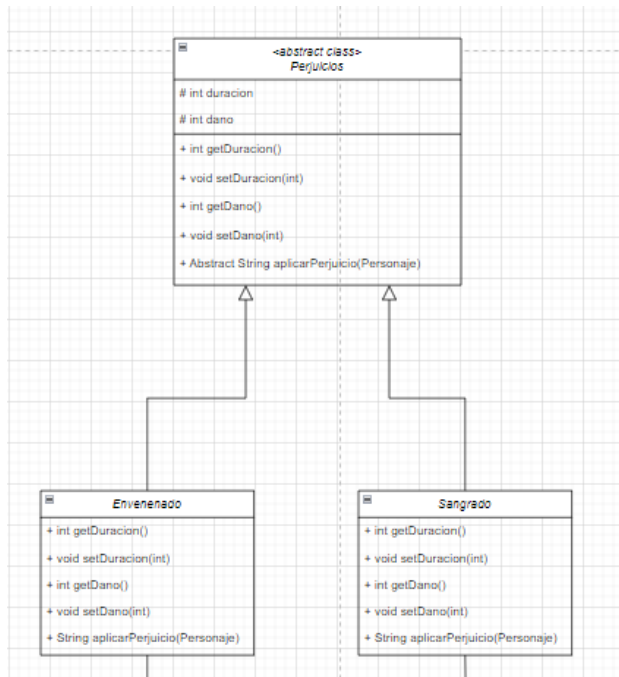 <abstract class>
Perjuicios
# int duracion
# int dano
+ int getDuracion()
+ void setDuracion(int)
+ int getDano()
+ void setDano(int)
+ Abstract String aplicarPerjuicio(Personaje)
Envenenado
+ int getDuracion()
+ void setDuracion(int)
+ int getDano()
+ void setDano(int)
+ String aplicarPerjuicio(Personaje)
Sangrado
+ int getDuracion()
+ void setDuracion(int)
+ int getDano()
+ void setDano(int)
+ String aplicarPerjuicio(Personaje)